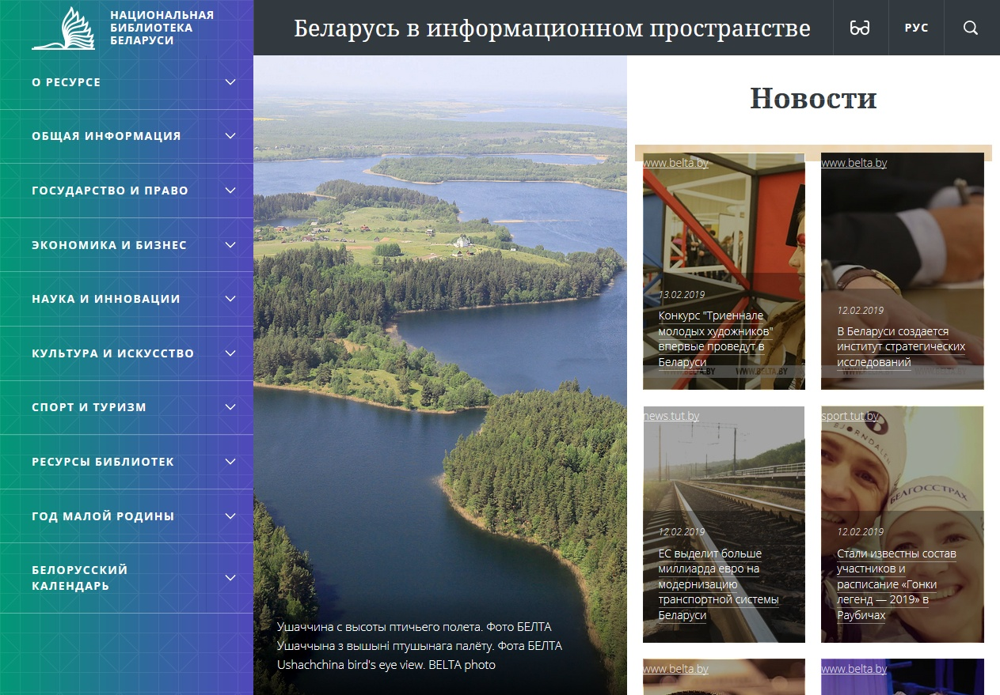 НАЦИОНАЛЬНАЯ
БИБЛИОТЕКА
БЕЛАРУСИ
Беларусь в информационном пространстве
РУС
О РЕСУРСЕ
ОБЩАЯ ИНФОРМАЦИЯ
ГОСУДАРСТВО И ПРАВО
ЭКОНОМИКА И БИЗНЕС
НАУКА И ИННОВАЦИИ
КУЛЬТУРА И ИСКУССТВО
СПОРТ И ТУРИЗМ
РЕСУРСЫ БИБЛИОТЕК
ГОД МАЛОЙ РОДИНЫ
БЕЛОРУССКИЙ
КАЛЕНДАРЬ
Ушаччина с высоты птичьего полета. Фото БЕЛТА
Ушаччына з вышыні птушынага палёту. Фота БЕЛТА
Ushachchina bird's eye view. BELTA photo
Новости
www.belta.by
13.02.2019
Конкурс "Триеннале
молодых художников"
впервые проведут в
Беларуси
WWW.BELTA.BY
www.belta.by
12.02.2019
В Беларуси создается
институт стратегических
исследований
news.tut.by
12.02.2019
ЕС выделит больше
миллиарда евро на
модернизацию
транспортной системы
Беларуси
sport.tut.by
BJORNDALEN
БЕЛГОССТРАХ
12.02.2019
Стали известны состав
участников и
расписание «Гонки
легенд — 2019» в
Раубичах
www.belta.by
www.belta.by